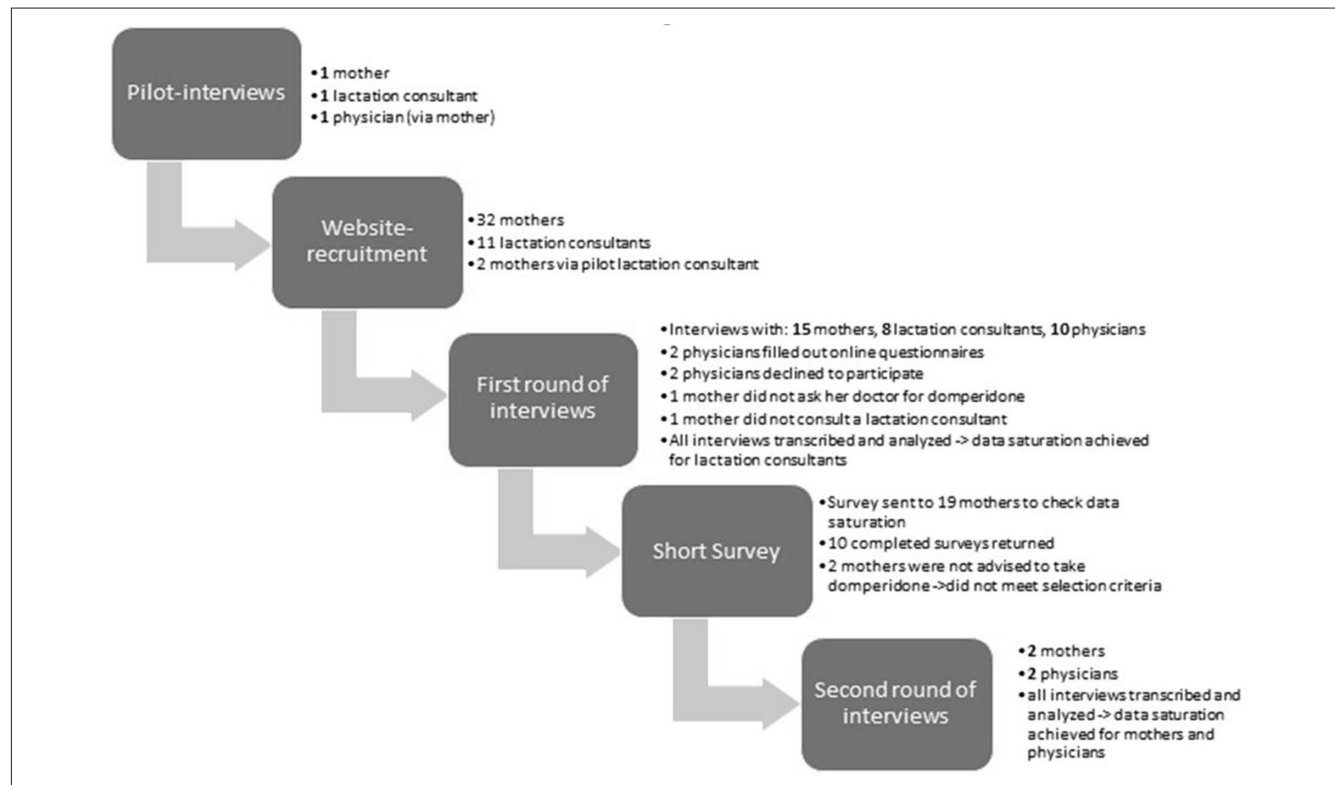 Pilot-interviews
•1 mother
•1 lactation consultant
•1 physician (via mother)
Website-
recruitment
•32 mothers
•11 lactation consultants
•2 mothers via pilot lactation consultant
First round of
interviews
•Interviews with: 15 mothers, 8 lactation consultants, 10 physicians
•2 physicians filled out online questionnaires
•2 physicians declined to participate
•1 mother did not ask her doctor for domperidone
•1 mother did not consult a lactation consultant
•All interviews transcribed and analyzed -> data saturation achieved
for lactation consultants
Short Survey
•Survey sent to 19 mothers to check data
saturation
•10 completed surveys returned
•2 mothers were not advised to take
domperidone ->did not meet selection criteria
Second round of
interviews
•2 mothers
•2 physicians
•all interviews transcribed and
analyzed -> data saturation
achieved for mothers and
physicians